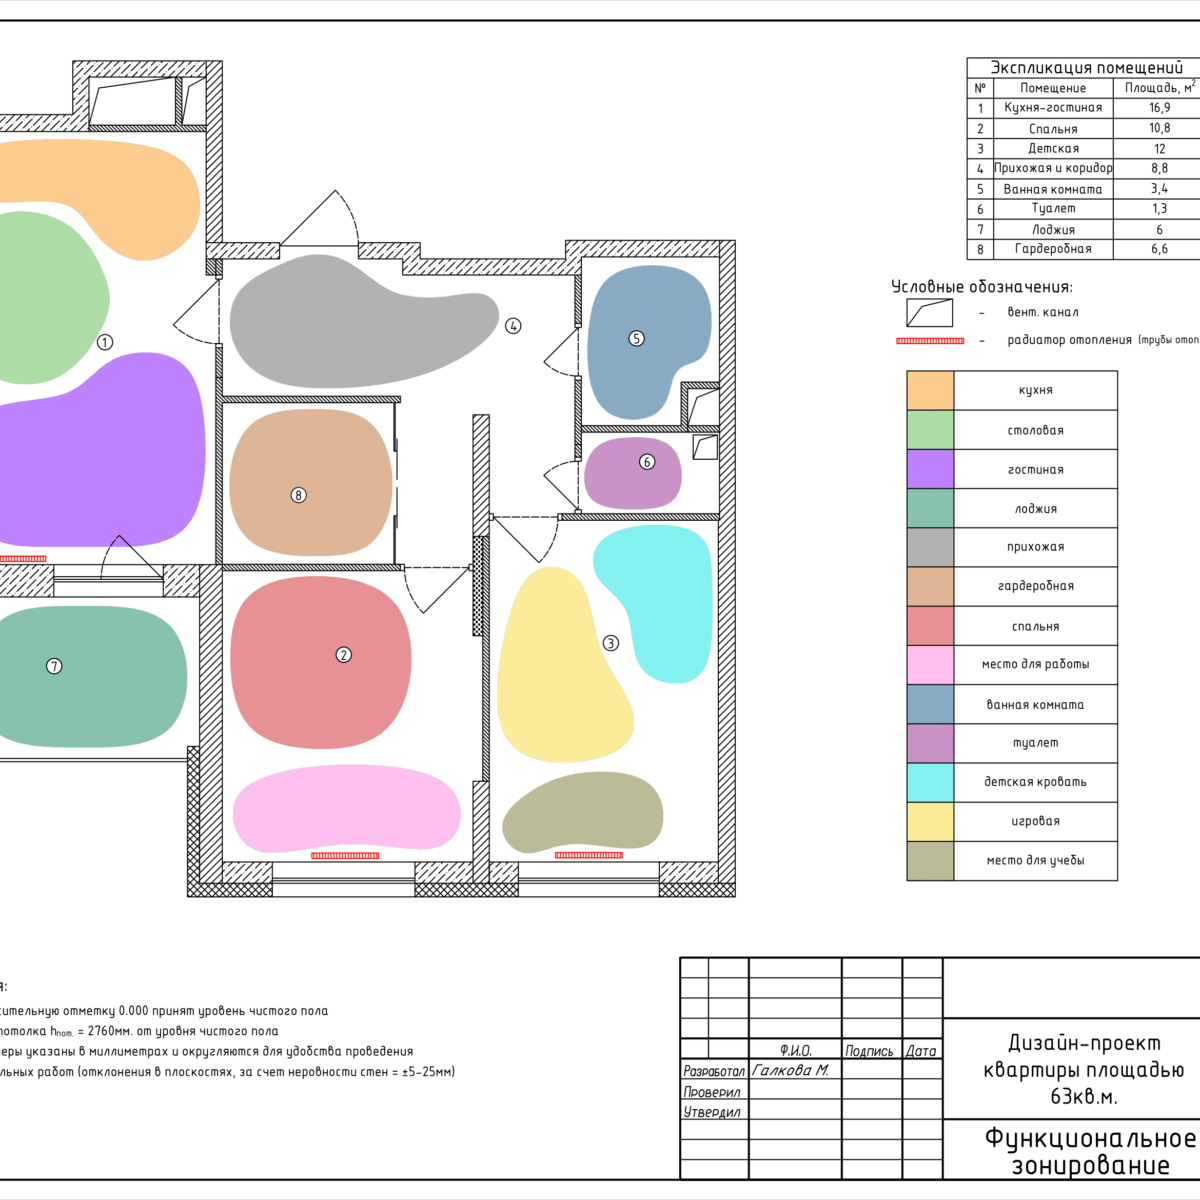 Экспликация помещений
№ Помещение Площадь, м²
1 Кухня-гостиная 16,9
2 Спальня 10,8
3 Детская 12
4 Прихожая и коридор 8,8
5 Ванная комната 3,4
6 Туалет 1,3
7 Лоджия 6
8 Гардеробная 6,6
Условные обозначения:
- вент. канал
- радиатор отопления (трубы отоп
кухня
столовая
гостиная
лоджия
прихожая
гардеробная
спальня
место для работы
ванная комната
туалет
детская кровать
игровая
место для учебы
1
2
3
4
5
6
7
8
я:
сительную отметку 0.000 принят уровень чистого пола
потолка hпот. = 2760мм. от уровня чистого пола
еры указаны в миллиметрах и округляются для удобства проведения
льных работ (отклонения в плоскостях, за счет неровности стен = ±5-25мм)
Ф.И.О. Подпись Дата
Разработал Галкова М.
Проверил
Утвердил
Дизайн-проект
квартиры площадью
63кв.м.
Функциональное
зонирование